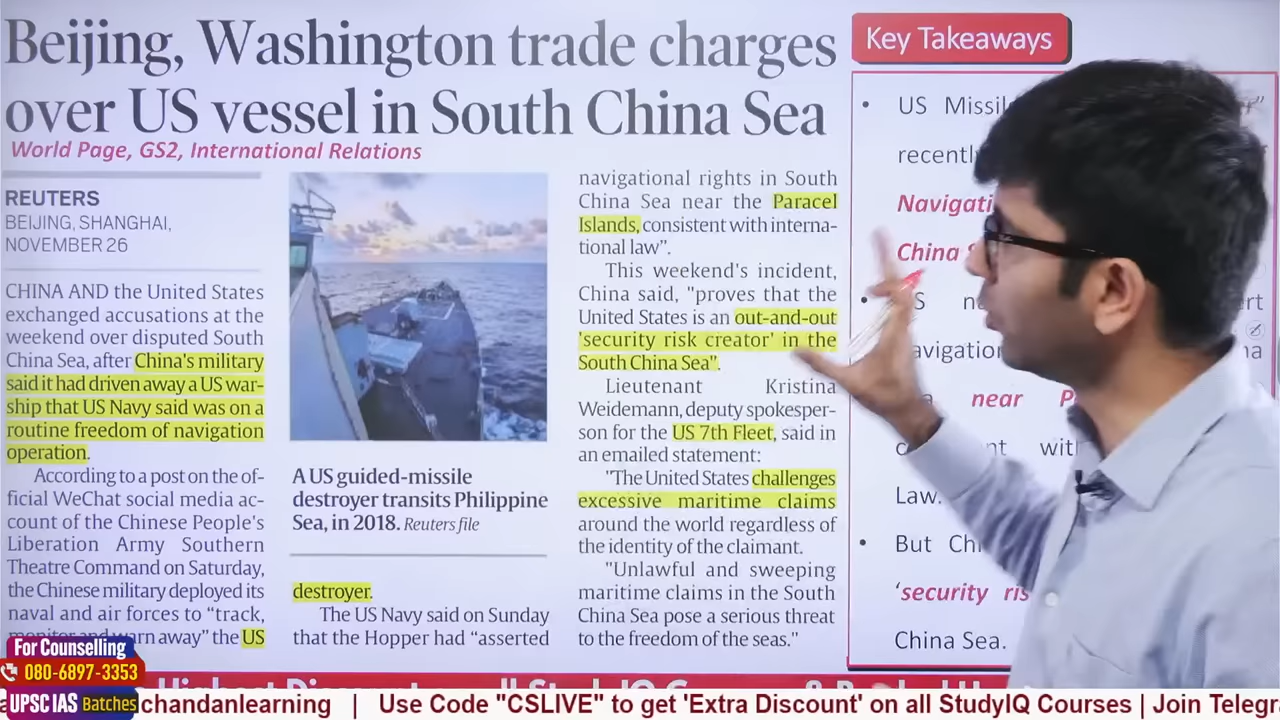 Beijing, Washington trade charges
over US vessel in South China Sea
World Page, GS2, International Relations
REUTERS
BEIJING, SHANGHAI,
NOVEMBER 26
CHINA AND the United States
exchanged accusations at the
weekend over disputed South
China Sea, after China's military
said it had driven away a US war-
ship that US Navy said was on a
routine freedom of navigation
operation.
According to a post on the of-
ficial WeChat social media ac-
count of the Chinese People's
Liberation Army Southern
Theatre Command on Saturday,
the Chinese military deployed its
naval and air forces to "track,
monitor and warn away" the US
A US guided-missile
destroyer transits Philippine
Sea, in 2018. Reuters file
destroyer.
The US Navy said on Sunday
that the Hopper had "asserted
navigational rights in South
China Sea near the Paracel
Islands, consistent with interna-
tional law".
This weekend's incident,
China said, "proves that the
United States is an out-and-out
'security risk creator' in the
South China Sea".
Lieutenant Kristina
Weidemann, deputy spokesper-
son for the US 7th Fleet, said in
an emailed statement:
"The United States challenges
excessive maritime claims
around the world regardless of
the identity of the claimant.
"Unlawful and sweeping
maritime claims in the South
China Sea pose a serious threat
to the freedom of the seas."
Key Takeaways
• US
recently
China
• US
near
Law.
• But
'security
China Sea.
For Counselling
080-6897-3353
UPSC IAS Batches
chandanlearning | Use Code "CSLIVE" to get 'Extra Discount' on all StudyIQ Courses | Join